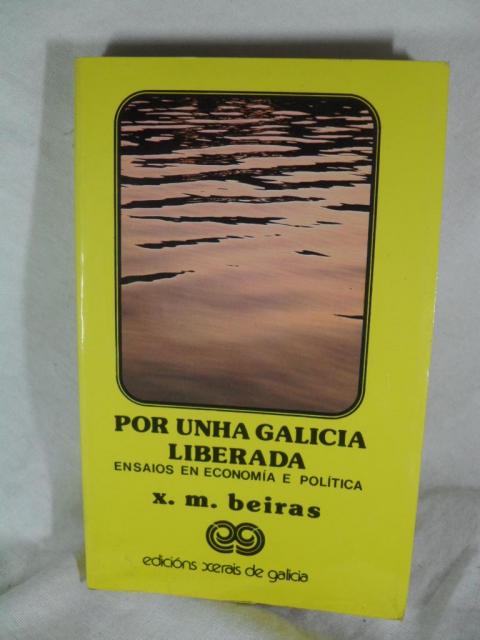 POR UNHA GALICIA
LIBERADA
ENSAIOS EN ECONOMÍA E POLÍTICA
x. m. beiras
edicións xerais de galicia